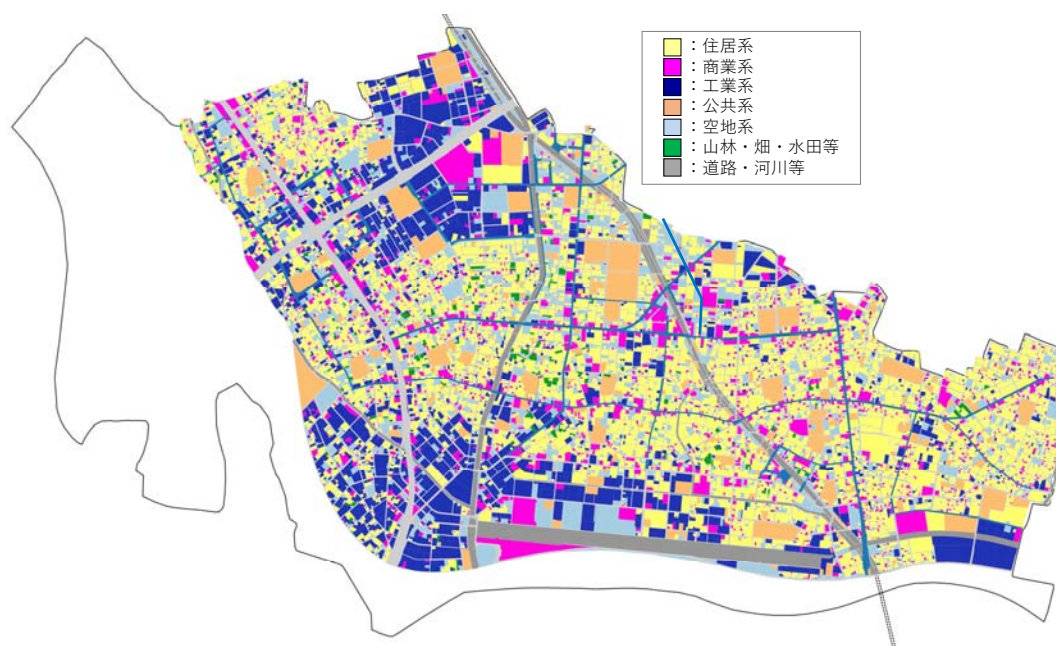 ：住居系
：商業系
：工業系
：公共系
：空地系
：山林・畑・水田等
：道路・河川等